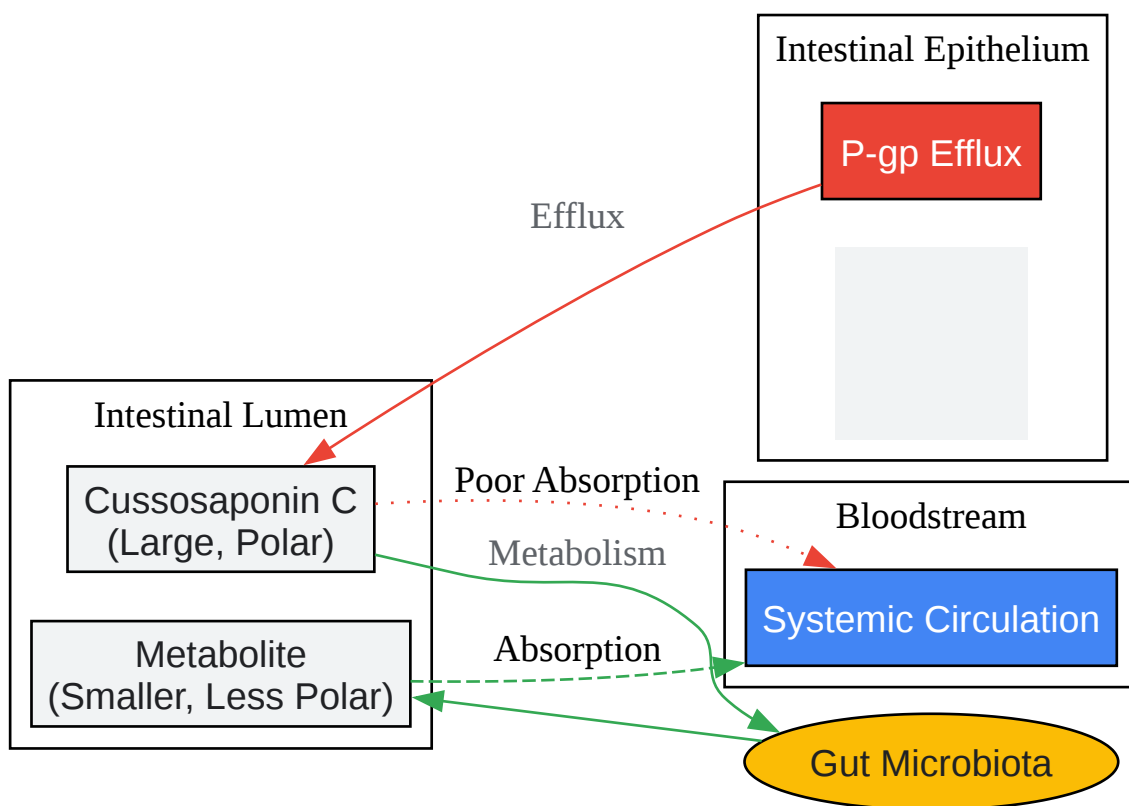 Intestinal Epithelium
P-gp Efflux
Efflux
Intestinal Lumen
Cussosaponin C
(Large, Polar)
Poor Absorption
Metabolism
Bloodstream
Systemic Circulation
Metabolite
(Smaller, Less Polar)
Absorption
Gut Microbiota